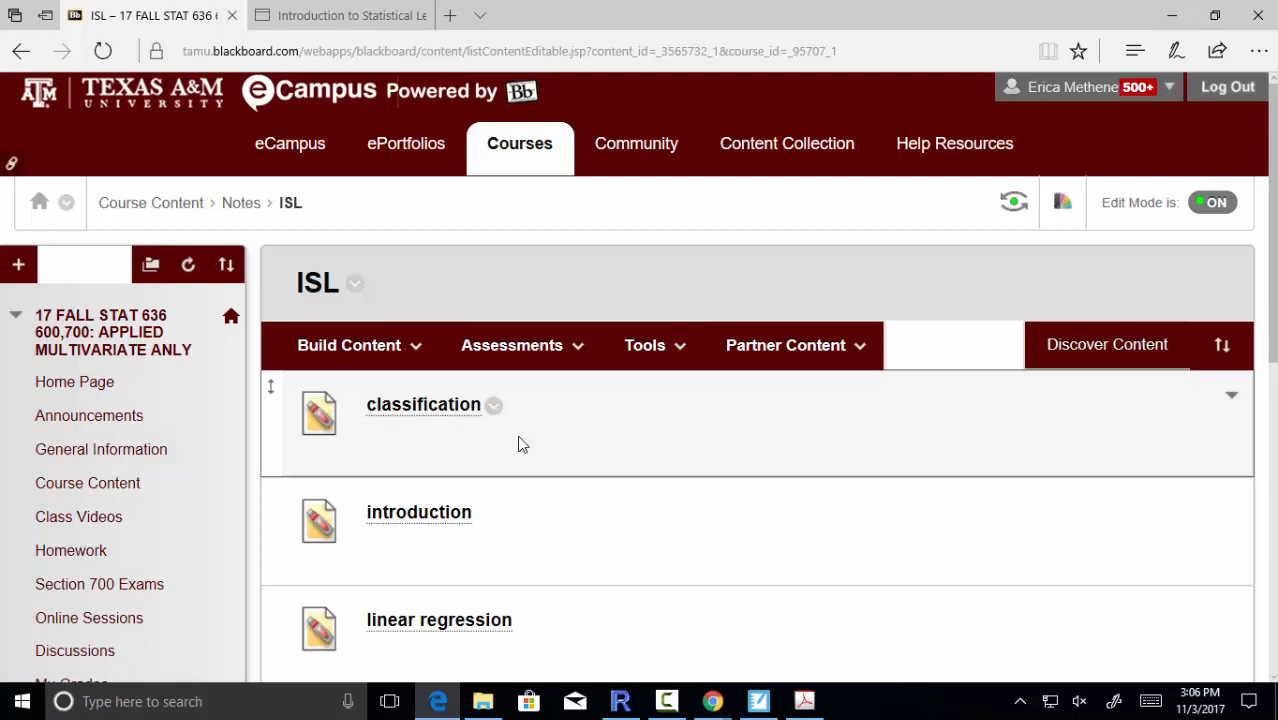 ISL – 17 FALL STAT 636 6
Introduction to Statistical Le
tamu.blackboard.com/webapps/blackboard/content/listContentEditable.jsp?content_id=_3565732_1&course_id=_95707_1
TEXAS A&M UNIVERSITY
eCampus Powered by Bb
Erica Methene 500+
Log Out
eCampus
ePortfolios
Courses
Community
Content Collection
Help Resources
Course Content > Notes > ISL
Edit Mode is: ON
ISL
17 FALL STAT 636
600,700: APPLIED
MULTIVARIATE ANLY
Home Page
Announcements
General Information
Course Content
Class Videos
Homework
Section 700 Exams
Online Sessions
Discussions
My Grades
Build Content
Assessments
Tools
Partner Content
Discover Content
classification
introduction
linear regression
Type here to search
3:06 PM
11/3/2017